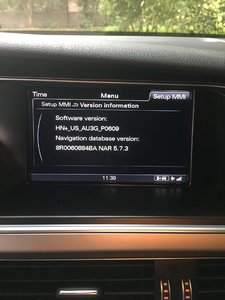 Time Menu Setup MMI
Setup MMI Version information
Software version:
HN+_US_AU3G_P0609
Navigation database version:
8R0060884BA NAR 5.7.3
11:39